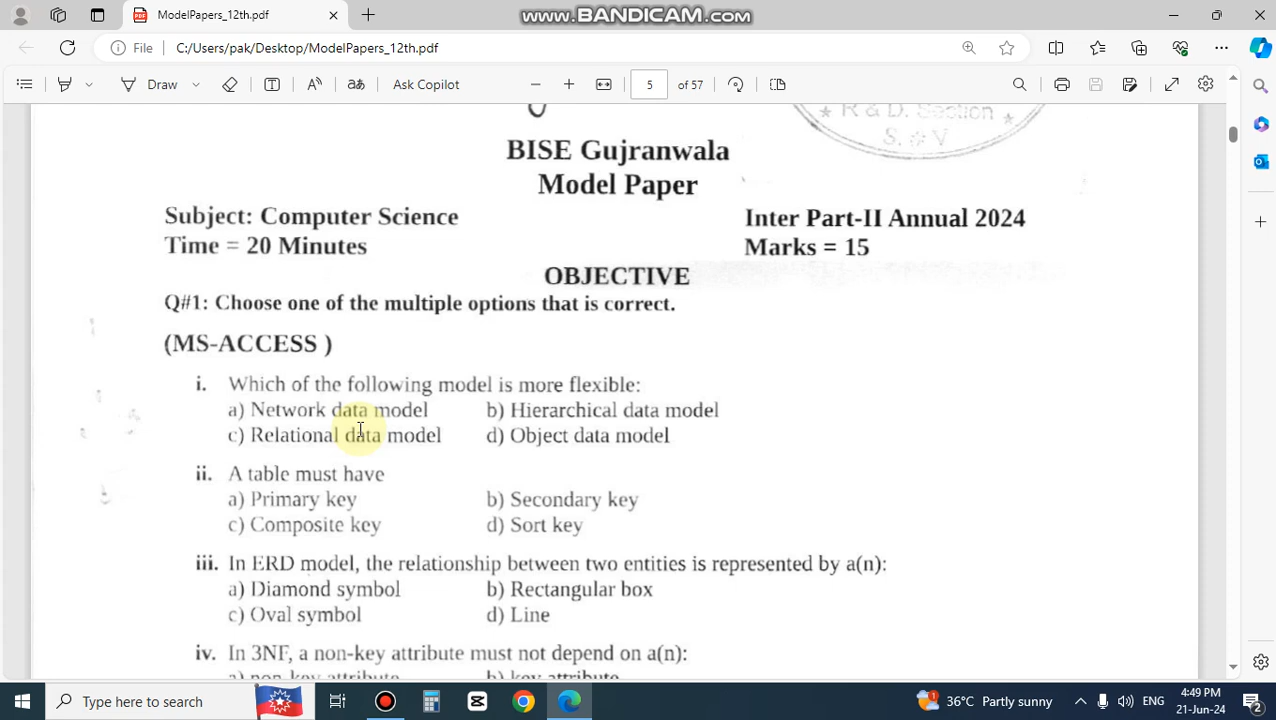 ModelPapers_12th.pdf
www.BANDICAM.com
File C:/Users/pak/Desktop/ModelPapers_12th.pdf
Draw Ask Copilot 5 of 57
R & D. Section
S. V
BISE Gujranwala
Model Paper
Subject: Computer Science Inter Part-II Annual 2024
Time = 20 Minutes Marks = 15
OBJECTIVE
Q#1: Choose one of the multiple options that is correct.
(MS-ACCESS )
i. Which of the following model is more flexible:
a) Network data model b) Hierarchical data model
c) Relational data model d) Object data model
ii. A table must have
a) Primary key b) Secondary key
c) Composite key d) Sort key
iii. In ERD model, the relationship between two entities is represented by a(n):
a) Diamond symbol b) Rectangular box
c) Oval symbol d) Line
iv. In 3NF, a non-key attribute must not depend on a(n):
a) non-key attribute b) key attribute
Type here to search 36°C Partly sunny ENG 4:49 PM
21-Jun-24